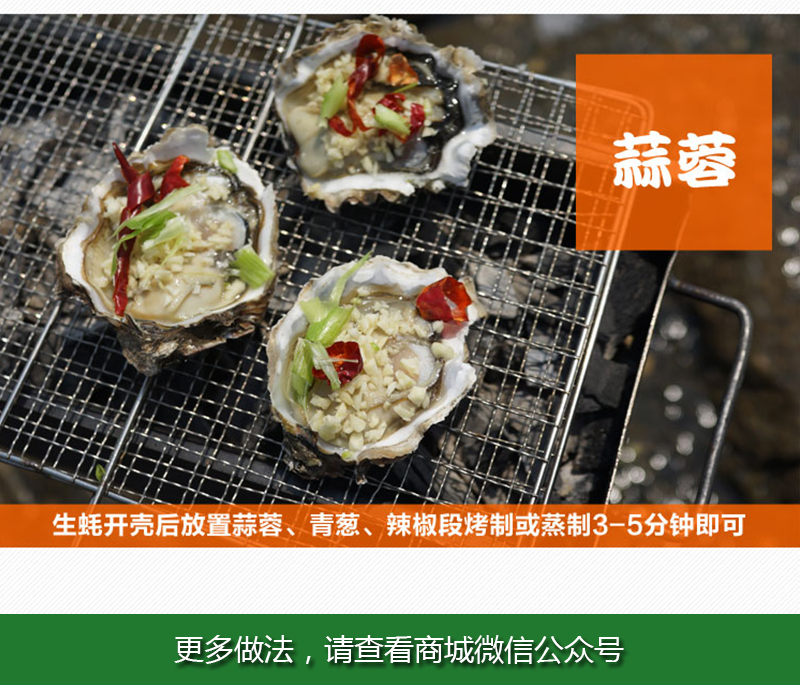 蒜蓉
生蚝开壳后放置蒜蓉、青葱、辣椒段烤制或蒸制3-5分钟即可
更多做法，请查看商城微信公众号